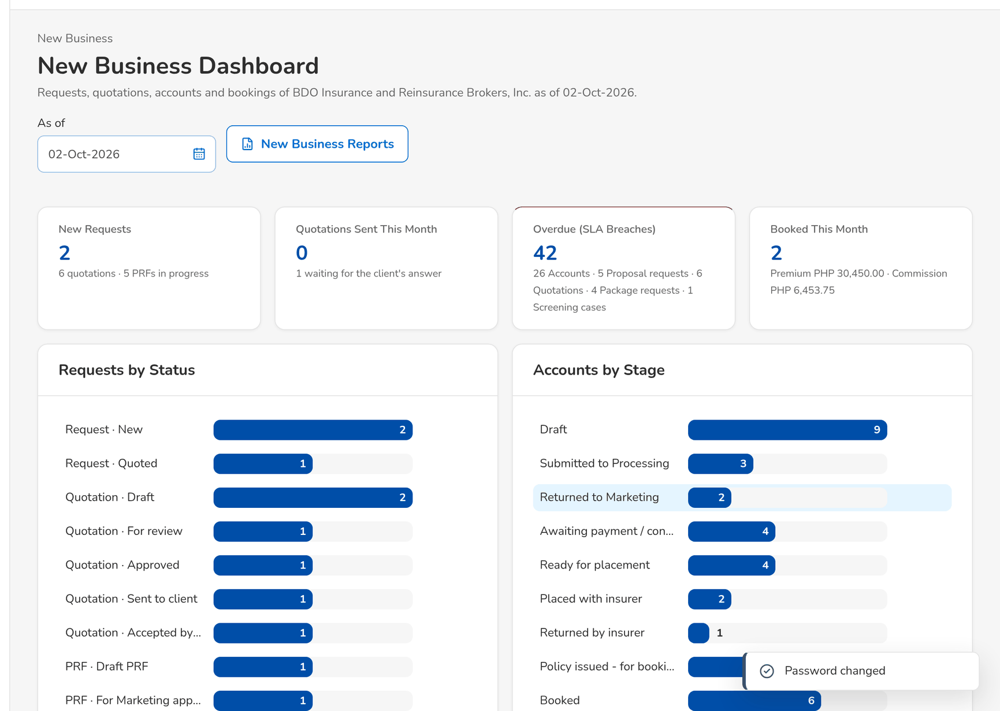 New Business
New Business Dashboard
Requests, quotations, accounts and bookings of BDO Insurance and Reinsurance Brokers, Inc. as of 02-Oct-2026.
As of
02-Oct-2026
New Business Reports
New Requests
2
6 quotations · 5 PRFs in progress
Quotations Sent This Month
0
1 waiting for the client's answer
Overdue (SLA Breaches)
42
26 Accounts · 5 Proposal requests · 6
Quotations · 4 Package requests · 1
Screening cases
Booked This Month
2
Premium PHP 30,450.00 · Commission
PHP 6,453.75
Requests by Status
Request · New 2
Request · Quoted 1
Quotation · Draft 2
Quotation · For review 1
Quotation · Approved 1
Quotation · Sent to client 1
Quotation · Accepted by... 1
PRF · Draft PRF 1
PRF · For Marketing app... 1
Accounts by Stage
Draft 9
Submitted to Processing 3
Returned to Marketing 2
Awaiting payment / con... 4
Ready for placement 4
Placed with insurer 2
Returned by insurer 1
Policy issued - for booki...
Booked 6
Password changed